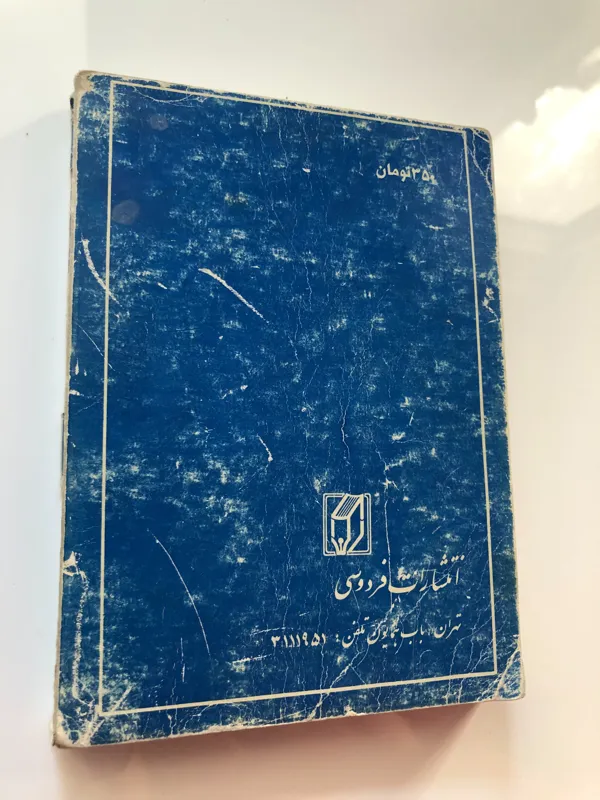 ۳۵۰ تومان
انتشارات فردوسی
تهران، باب همایون تلفن: ۳۱۱۱۹۵۱